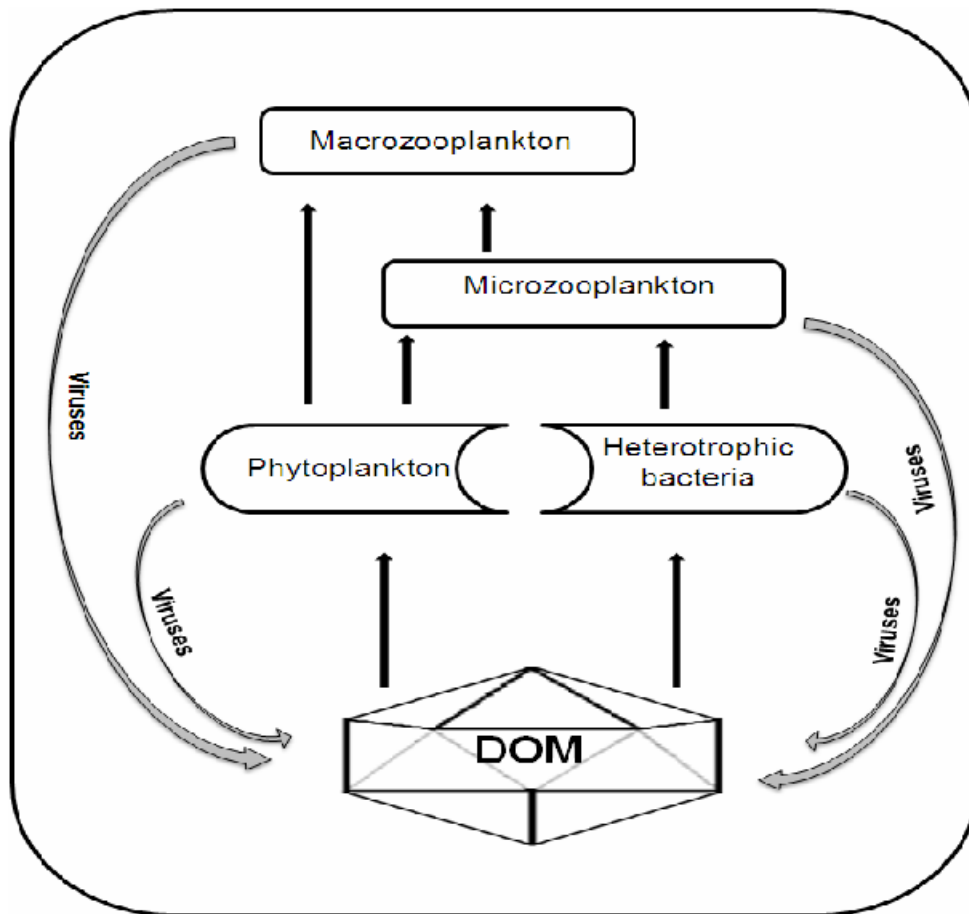 Macrozooplankton
Microzooplankton
Viruses
Viruses
Phytoplankton
Heterotrophic
bacteria
Viruses
Viruses
DOM